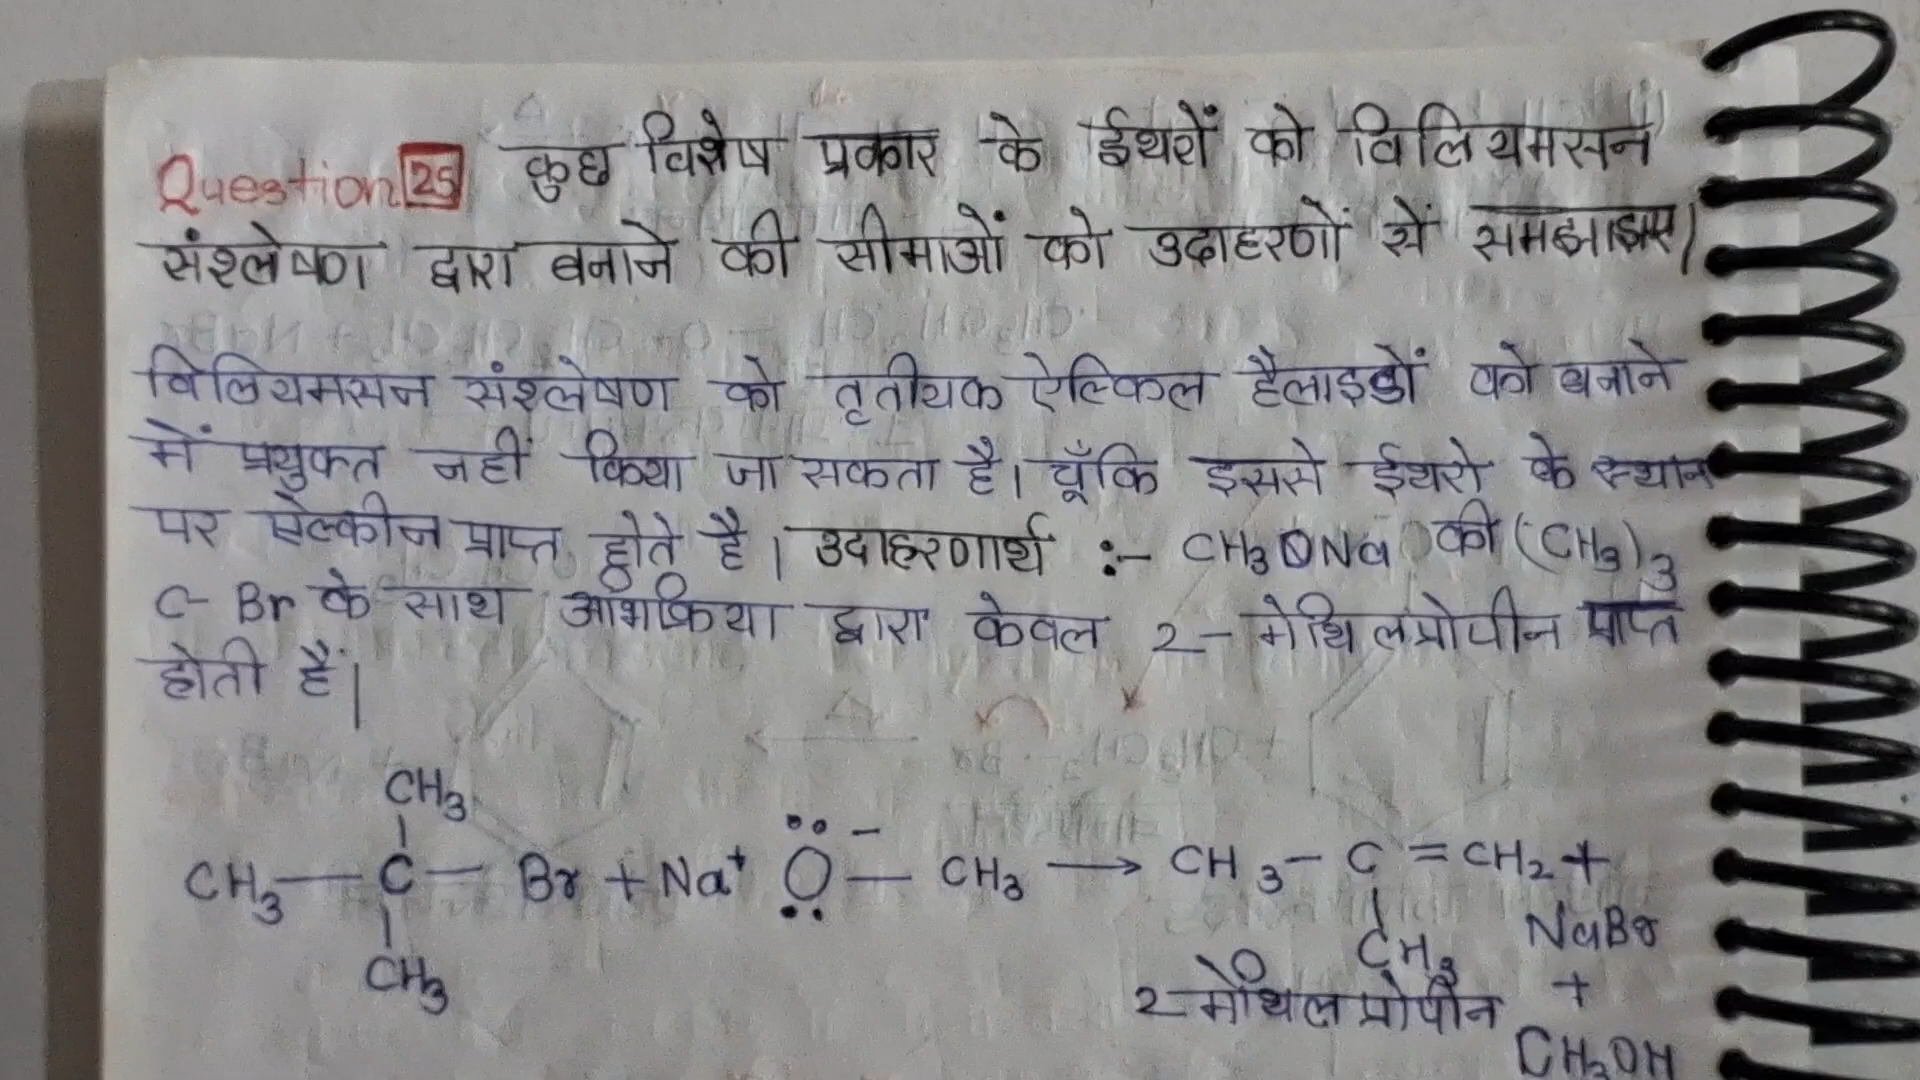 Question 25 कुछ विशेष प्रकार के ईथरों को विलियमसन
संश्लेषण द्वारा बनाने की सीमाओं को उदाहरणों से समझाइए।
विलियमसन संश्लेषण को तृतीयक ऐल्किल हैलाइडों को बनाने
में प्रयुक्त नहीं किया जा सकता है। चूँकि इससे ईथरो के स्थान
पर ऐल्कीन प्राप्त होते है। उदाहरणार्थ :- CH3ONa की (CH3)3
C- Br के साथ अभिक्रिया द्वारा केवल 2- मेथिलप्रोपीन प्राप्त
होती हैं।
CH3
CH3 — C — Br + Na+ O− — CH3 → CH3 - C = CH2 +
CH3
CH3
NaBr
2-मेथिलप्रोपीन
+
CH3OH